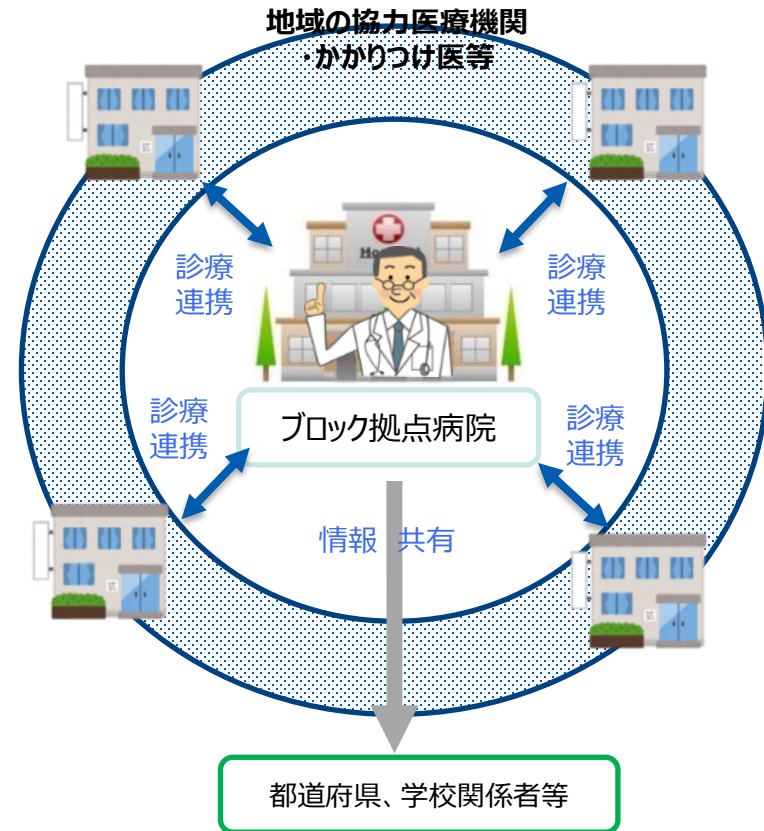 地域の協力医療機関
・かかりつけ医等
診療
連携
診療
連携
診療
連携
ブロック拠点病院
診療
連携
情報 共有
都道府県、学校関係者等